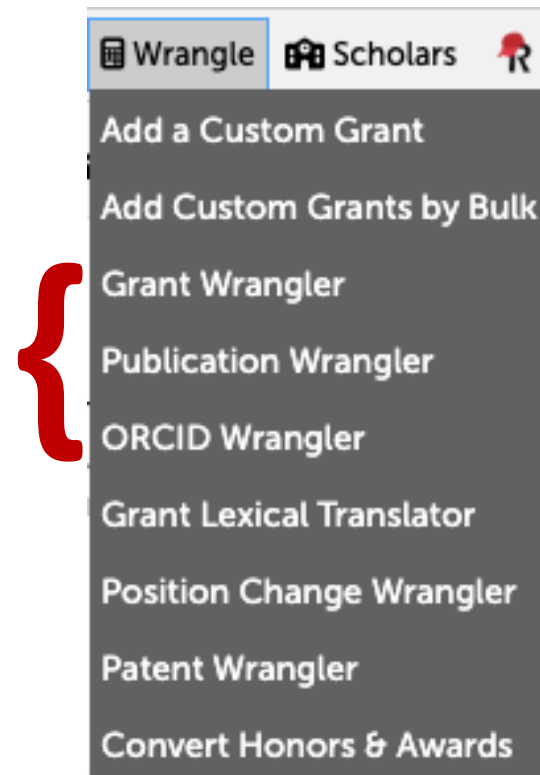 Wrangle Scholars R
Add a Custom Grant
Add Custom Grants by Bulk
Grant Wrangler
{
Publication Wrangler
ORCID Wrangler
Grant Lexical Translator
Position Change Wrangler
Patent Wrangler
Convert Honors & Awards